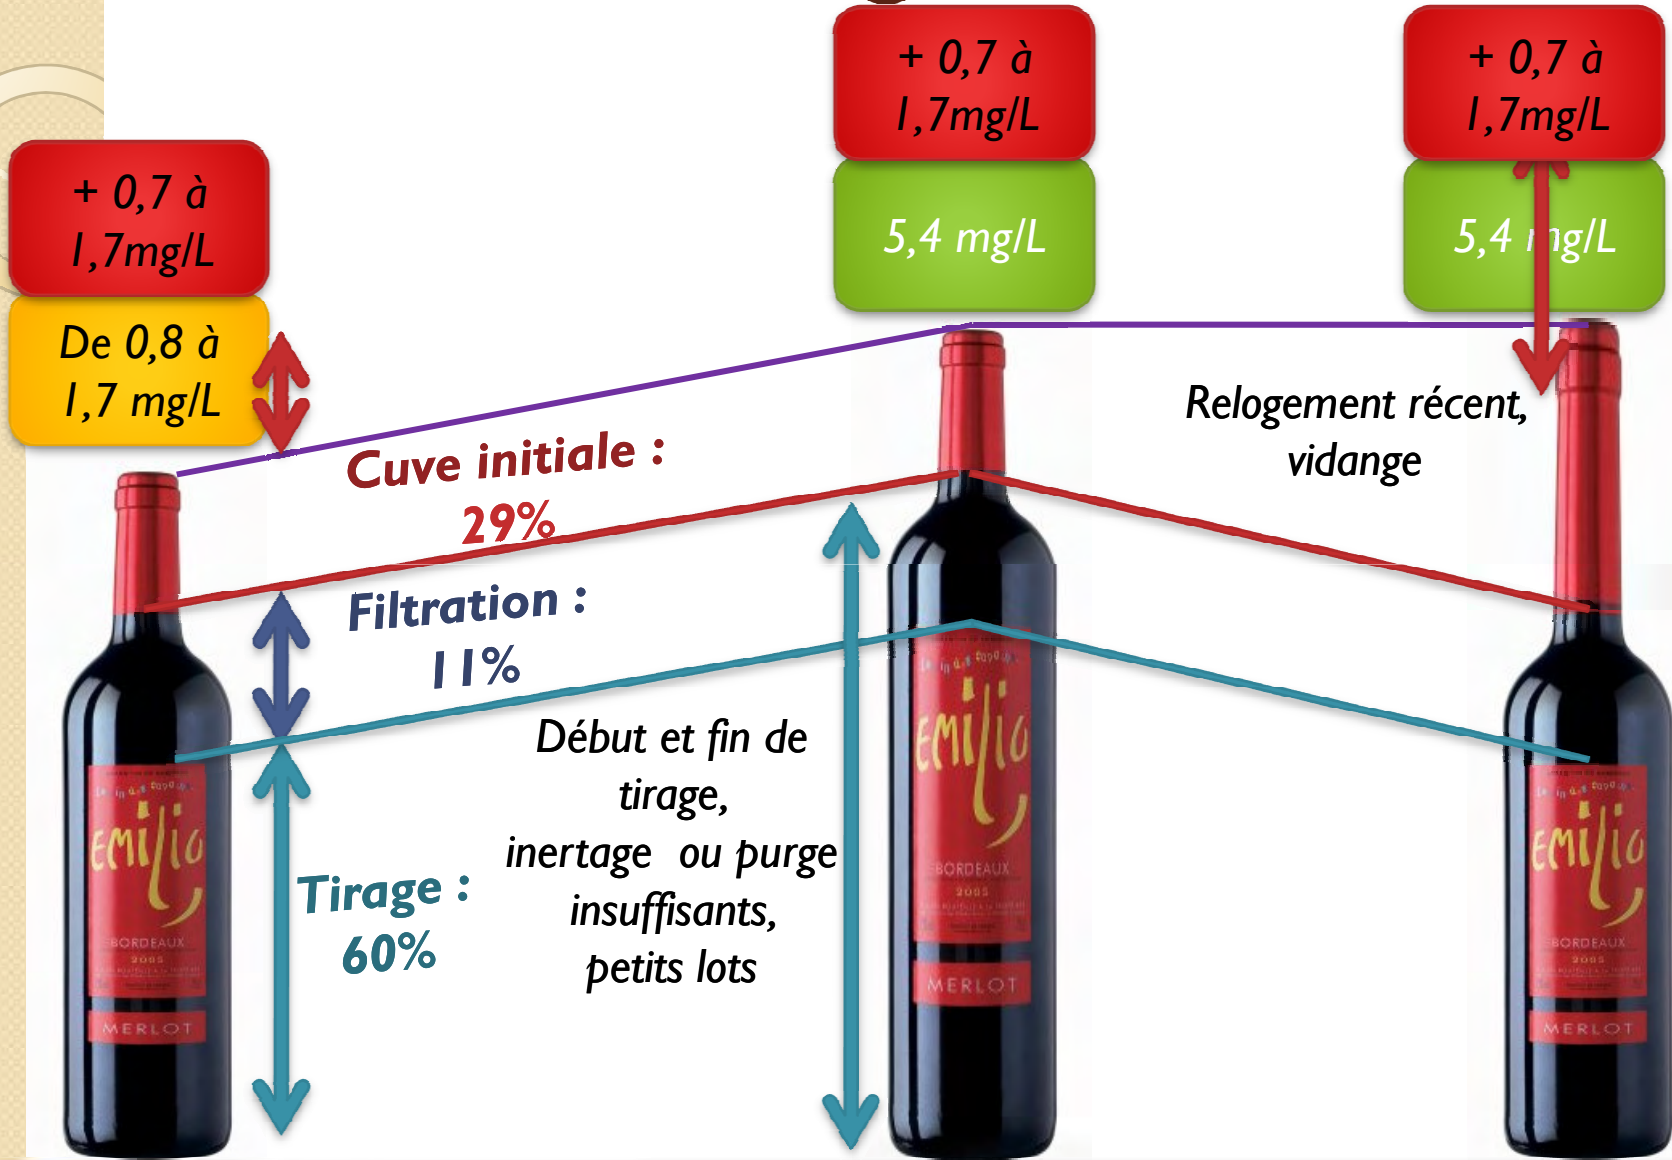 + 0,7 à
1,7mg/L
+ 0,7 à
1,7mg/L
+ 0,7 à
1,7mg/L
5,4 mg/L
5,4 mg/L
De 0,8 à
1,7 mg/L
Cuve initiale :
29%
Relogement récent,
vidange
Filtration :
11%
Début et fin de
tirage,
inertage ou purge
insuffisants,
petits lots
Tirage :
60%
EMILIO
BORDEAUX
2005
MERLOT
EMILIO
BORDEAUX
2005
MERLOT
EMILIO
BORDEAUX
2005
MERLOT